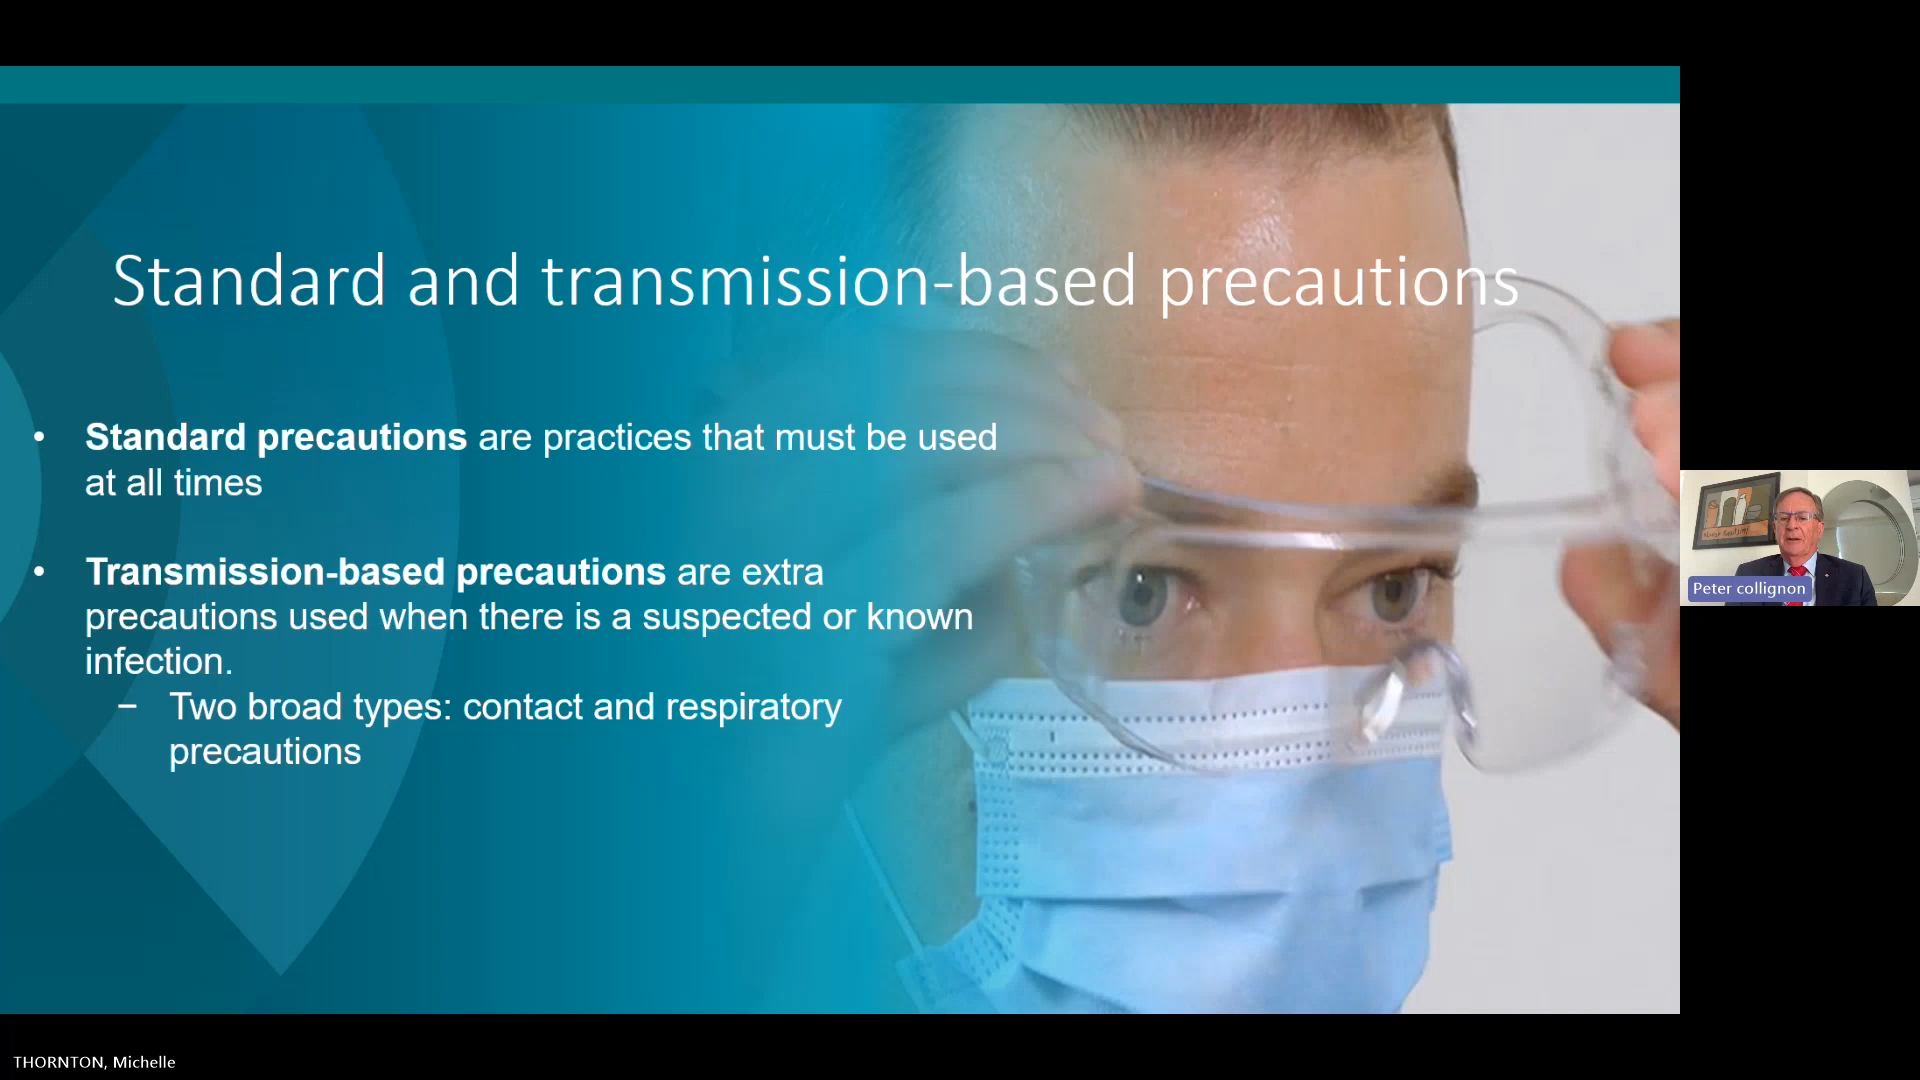 Standard and transmission-based precautions
• Standard precautions are practices that must be used
at all times
• Transmission-based precautions are extra
precautions used when there is a suspected or known
infection.
– Two broad types: contact and respiratory
precautions
Peter collignon
THORNTON, Michelle